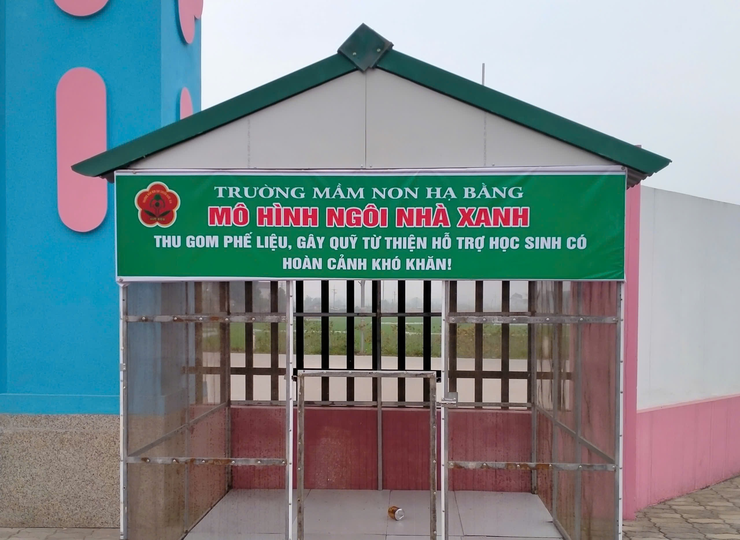 TRƯỜNG MẦM NON HẠ BẰNG
MÔ HÌNH NGÔI NHÀ XANH
THU GOM PHẾ LIỆU, GÂY QUỸ TỪ THIỆN HỖ TRỢ HỌC SINH CÓ
HOÀN CẢNH KHÓ KHĂN!